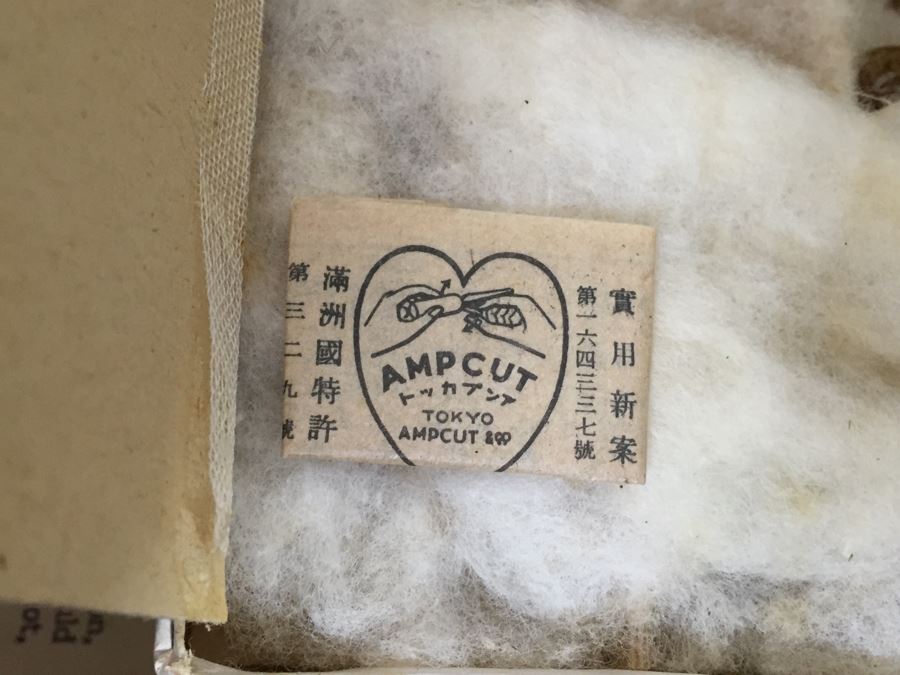 實用新案
第一六四三三七號
AMPCUT
アンプカット
TOKYO
AMPCUT &CO
滿洲國特許
第三二九號